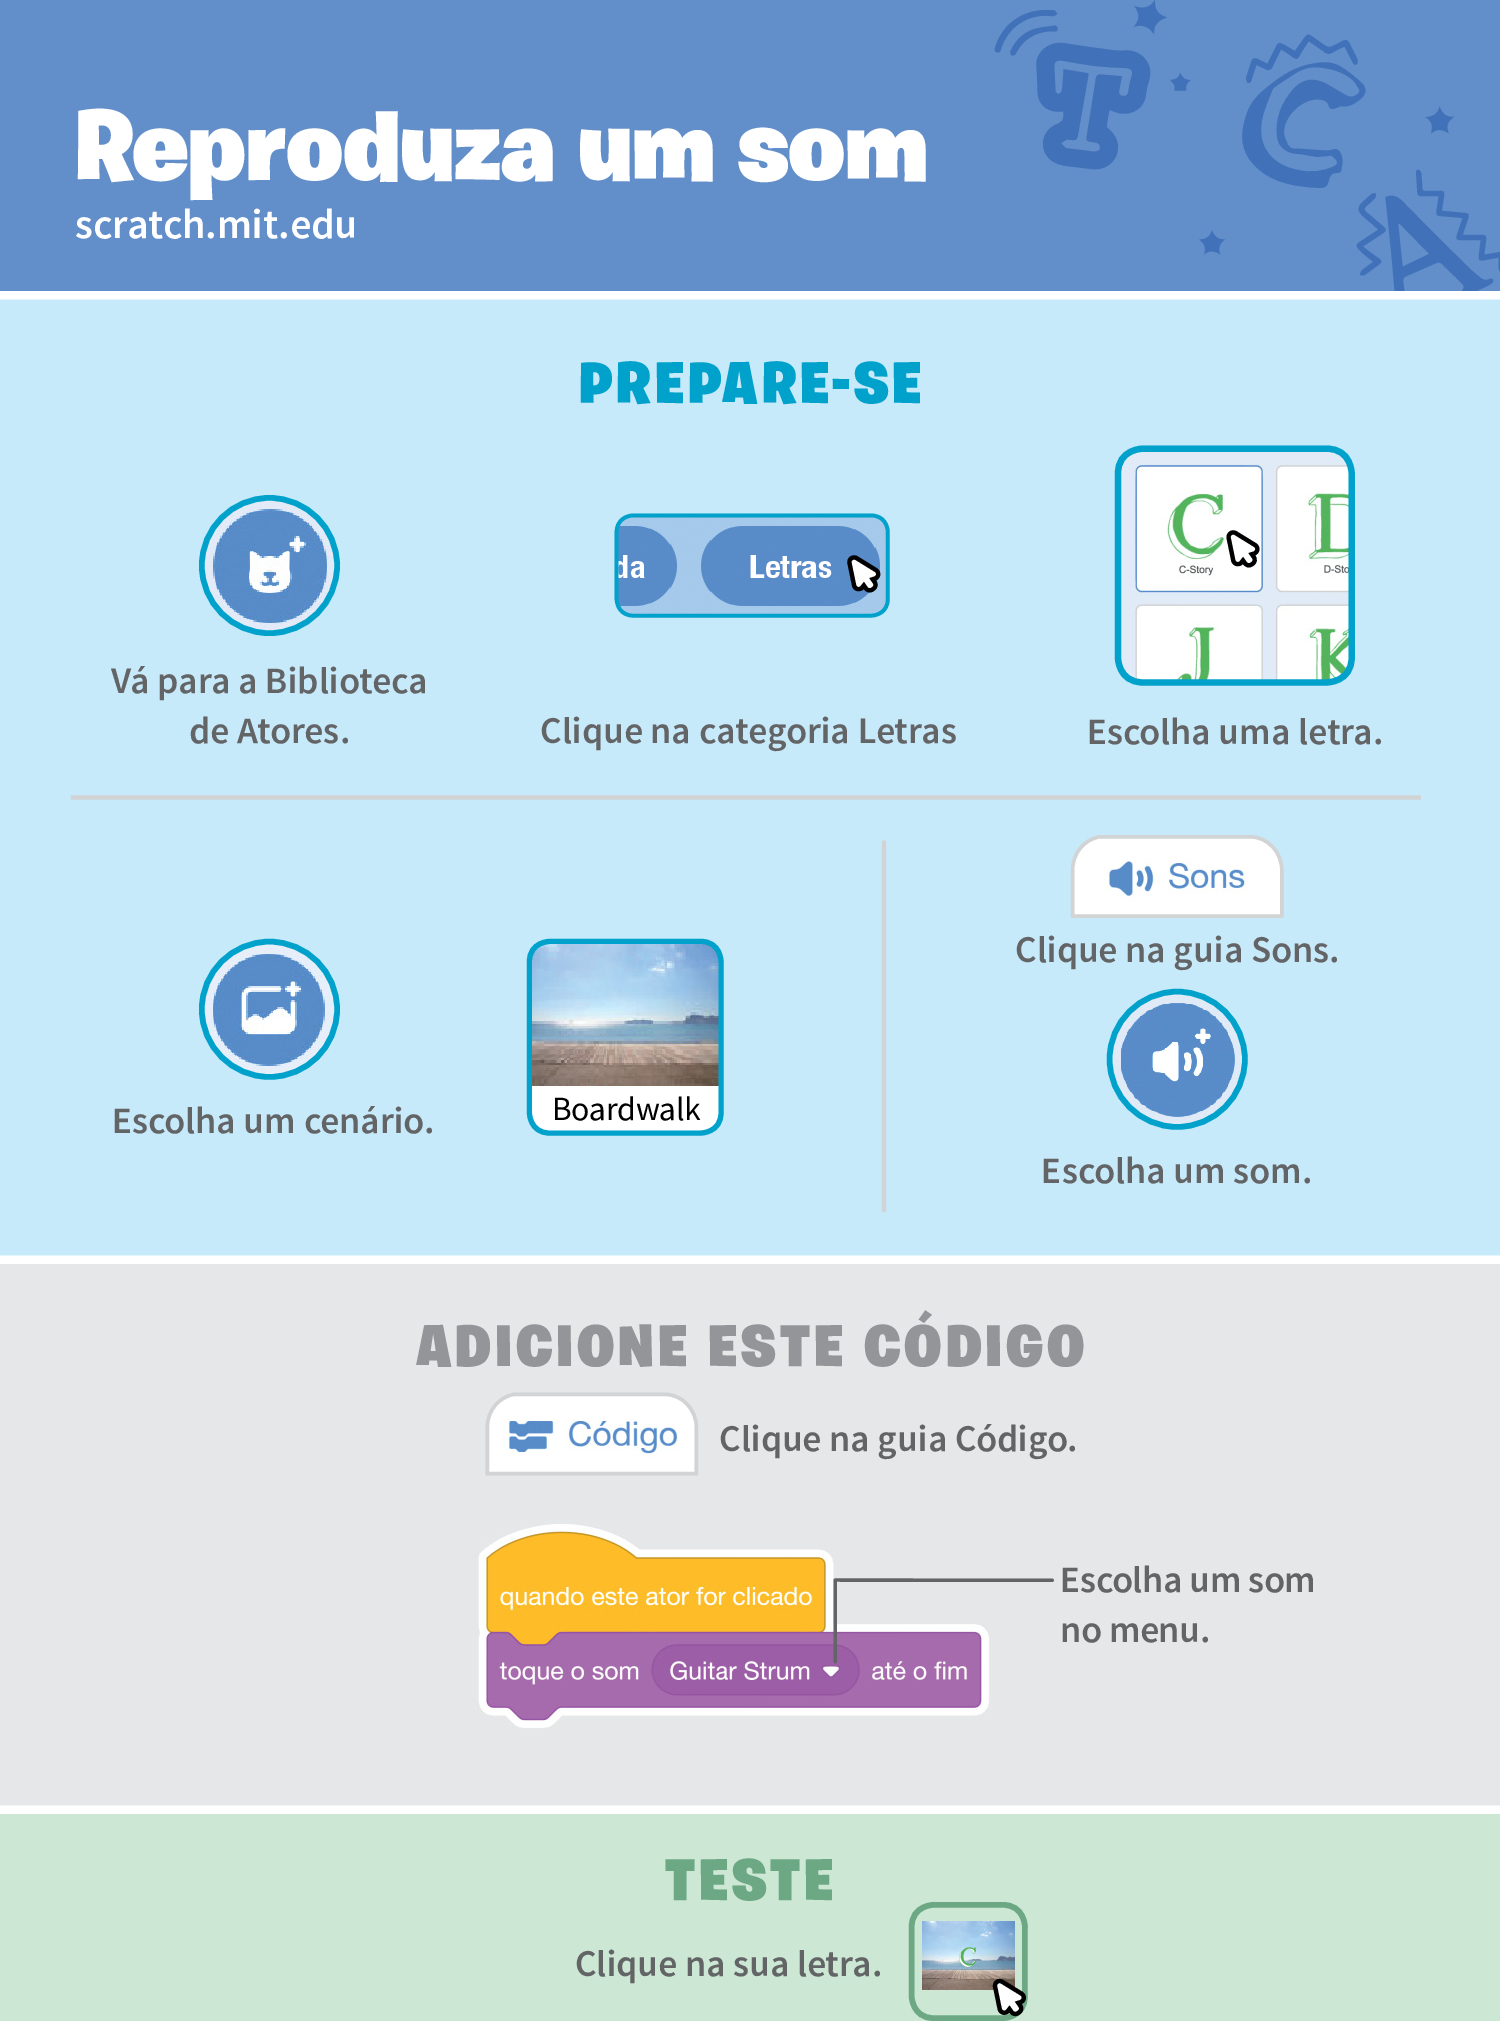 T C
A
Reproduza um som
scratch.mit.edu
PREPARE-SE
da
Letras
C
C-Story
D
D-Sto
J
K
Vá para a Biblioteca
de Atores.
Clique na categoria Letras
Escolha uma letra.
Escolha um cenário.
Boardwalk
Sons
Clique na guia Sons.
Escolha um som.
ADICIONE ESTE CÓDIGO
Código
Clique na guia Código.
quando este ator for clicado
toque o som Guitar Strum até o fim
Escolha um som
no menu.
TESTE
Clique na sua letra.
C